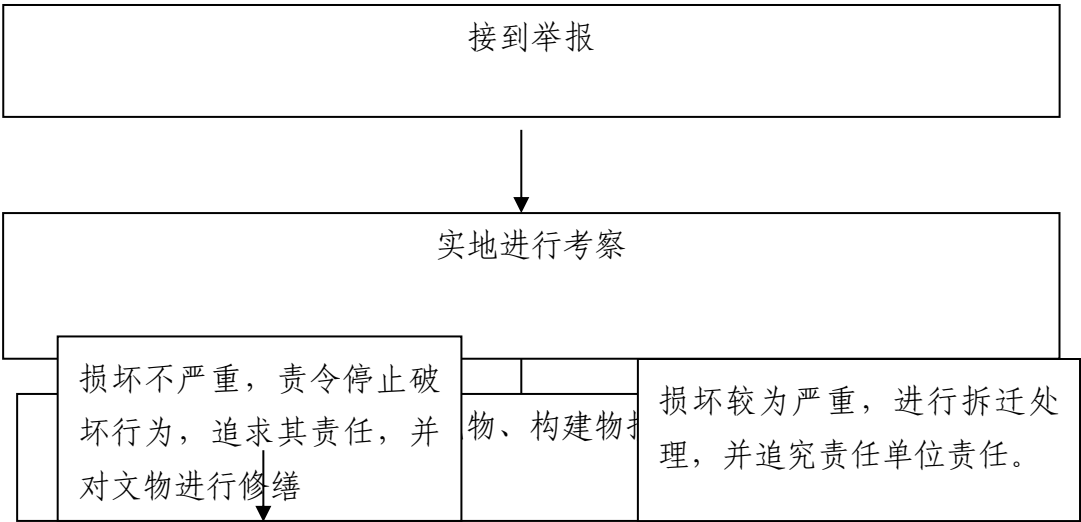 接到举报
实地进行考察
损坏不严重，责令停止破
坏行为，追求其责任，并
对文物进行修缮
物、构建物
损坏较为严重，进行拆迁处
理，并追究责任单位责任。